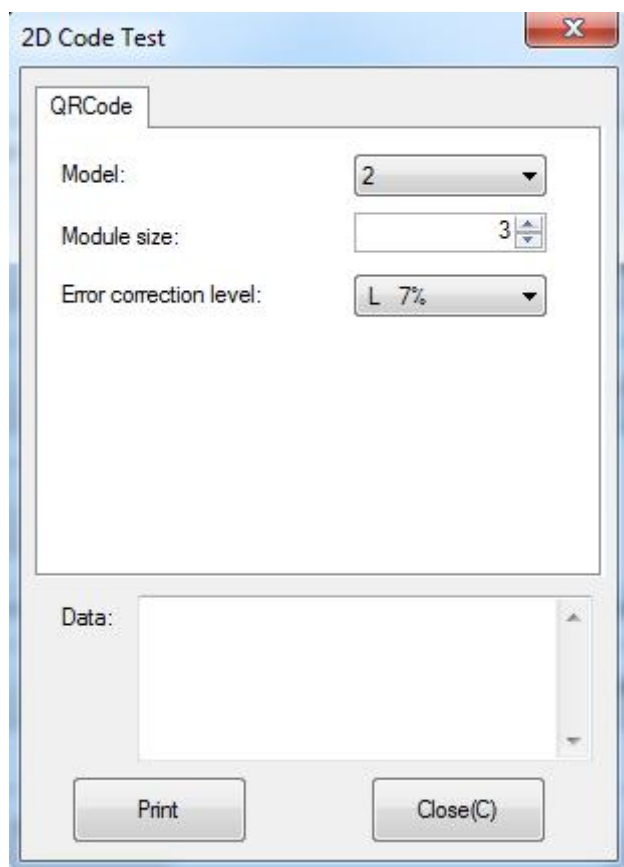 2D Code Test
QRCode
Model: 2
Module size: 3
Error correction level: L 7%
Data:
Print Close(C)